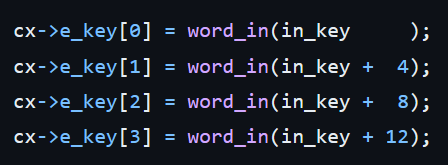 cx->e_key[0] = word_in(in_key     );
cx->e_key[1] = word_in(in_key +  4);
cx->e_key[2] = word_in(in_key +  8);
cx->e_key[3] = word_in(in_key + 12);